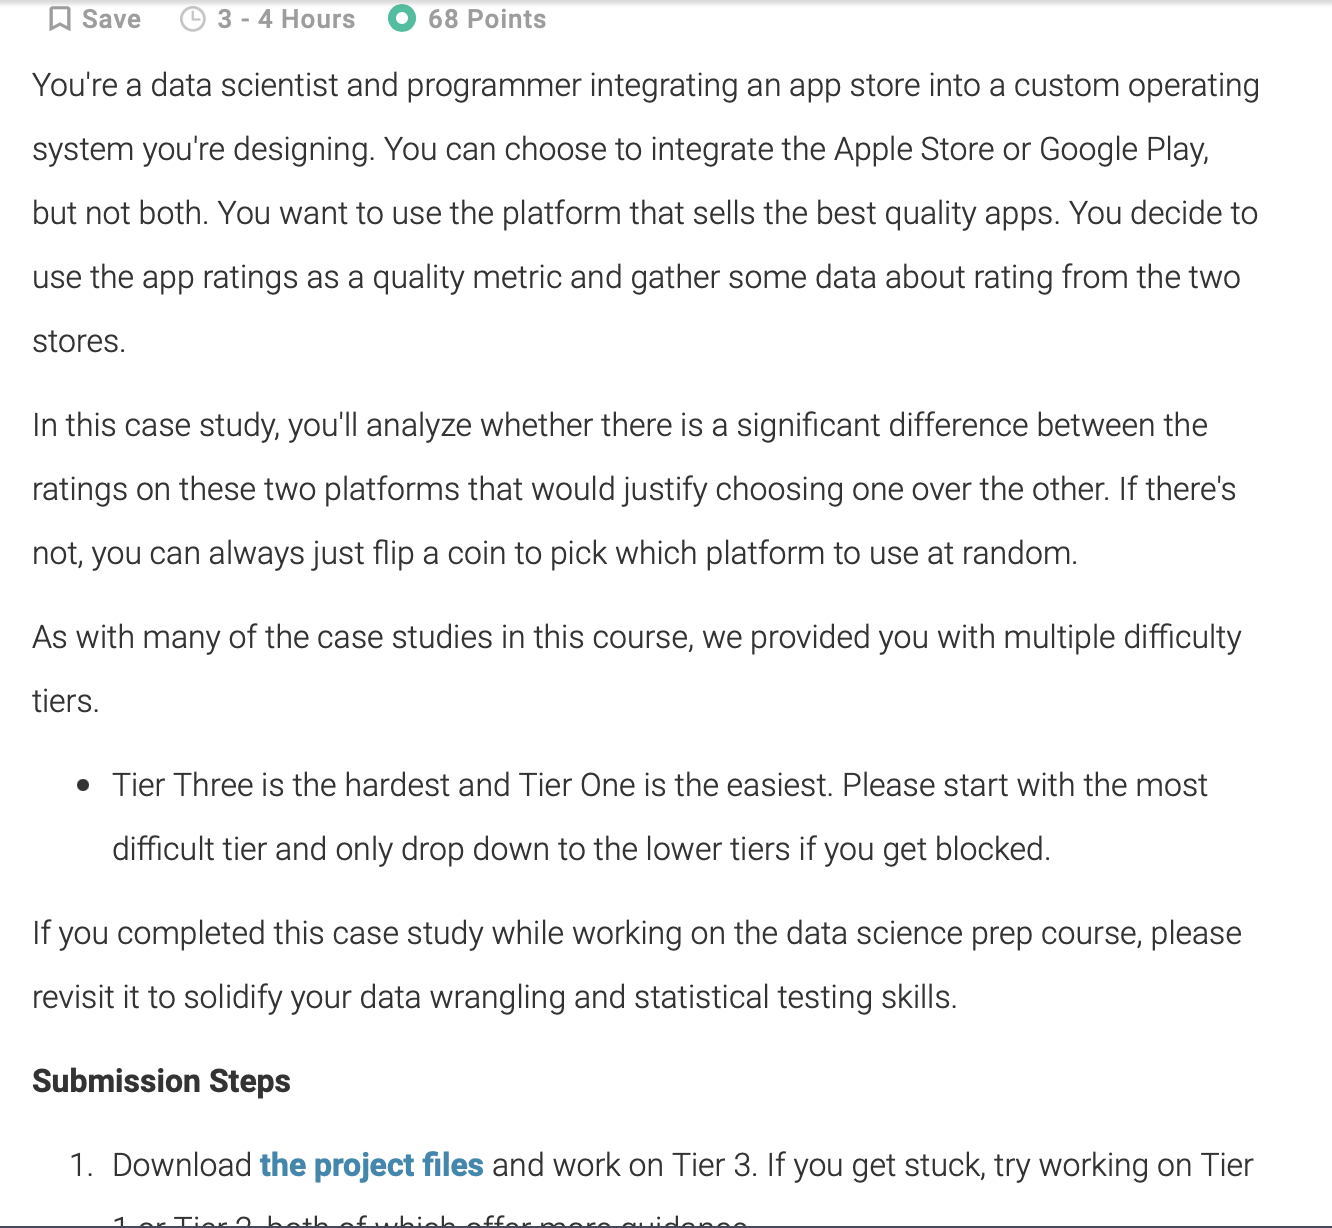 Save 3 - 4 Hours 68 Points
You're a data scientist and programmer integrating an app store into a custom operating
system you're designing. You can choose to integrate the Apple Store or Google Play,
but not both. You want to use the platform that sells the best quality apps. You decide to
use the app ratings as a quality metric and gather some data about rating from the two
stores.
In this case study, you'll analyze whether there is a significant difference between the
ratings on these two platforms that would justify choosing one over the other. If there's
not, you can always just flip a coin to pick which platform to use at random.
As with many of the case studies in this course, we provided you with multiple difficulty
tiers.
• Tier Three is the hardest and Tier One is the easiest. Please start with the most
difficult tier and only drop down to the lower tiers if you get blocked.
If you completed this case study while working on the data science prep course, please
revisit it to solidify your data wrangling and statistical testing skills.
Submission Steps
1. Download the project files and work on Tier 3. If you get stuck, try working on Tier
1 or Tier 2, both of which offer more guidance.